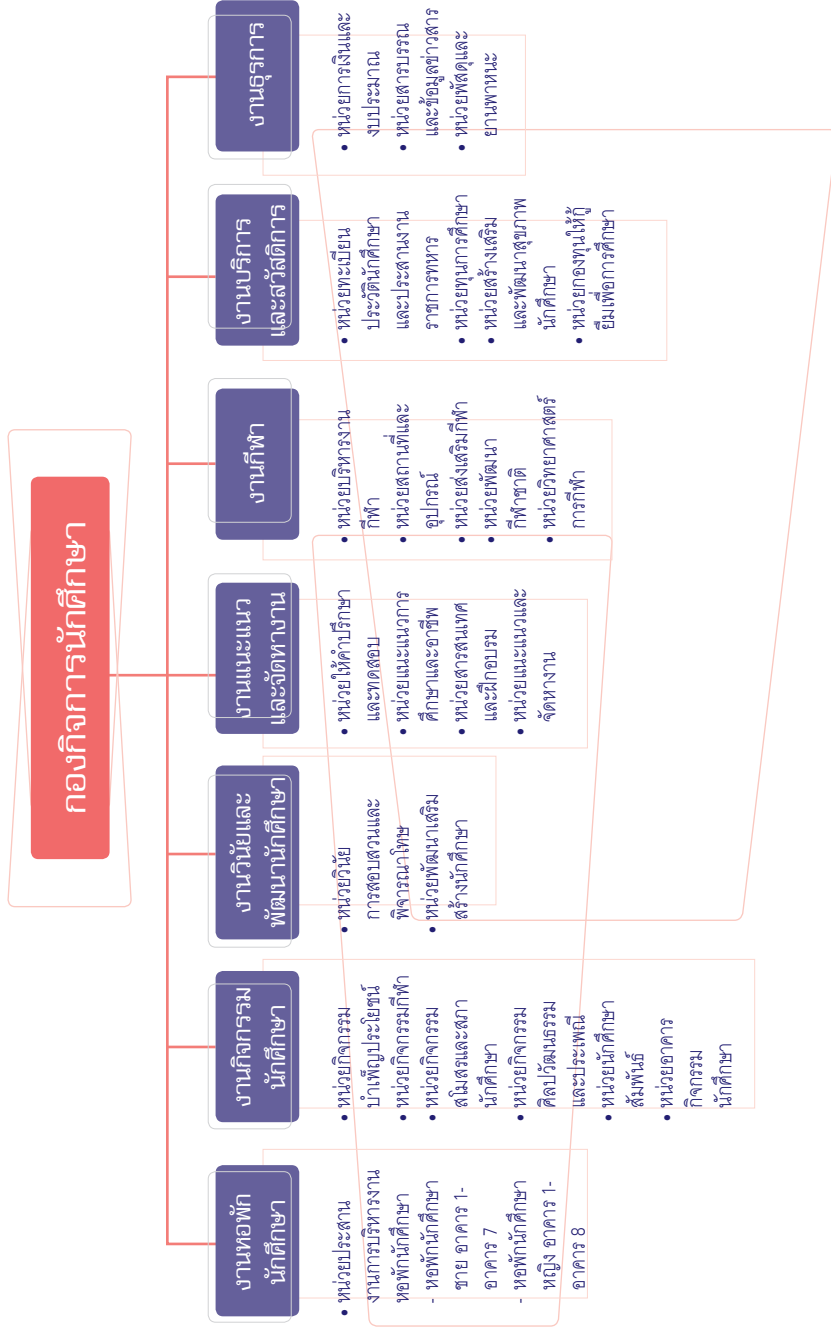 กองกิจการนักศึกษา
งานหอพัก
นักศึกษา
• หน่วยประสาน
งานการบริหารงาน
หอพักนักศึกษา
- หอพักนักศึกษา
ชาย อาคาร 1-
อาคาร 7
- หอพักนักศึกษา
หญิง อาคาร 1-
อาคาร 8
งานกิจกรรม
นักศึกษา
• หน่วยกิจกรรม
บำเพ็ญประโยชน์
• หน่วยกิจกรรมกีฬา
• หน่วยกิจกรรม
สโมสรและสภา
นักศึกษา
• หน่วยกิจกรรม
ศิลปวัฒนธรรม
และประเพณี
• หน่วยนักศึกษา
สัมพันธ์
• หน่วยอาคาร
กิจกรรม
นักศึกษา
งานวินัยและ
พัฒนานักศึกษา
• หน่วยวินัย
การสอบสวนและ
พิจารณาโทษ
• หน่วยพัฒนาเสริม
สร้างนักศึกษา
งานแนะแนว
และจัดหางาน
• หน่วยให้คำปรึกษา
และทดสอบ
• หน่วยแนะแนวการ
ศึกษาและอาชีพ
• หน่วยสารสนเทศ
และฝึกอบรม
• หน่วยแนะแนวและ
จัดหางาน
งานกีฬา
• หน่วยบริหารงาน
กีฬา
• หน่วยสถานที่และ
อุปกรณ์
• หน่วยส่งเสริมกีฬา
• หน่วยพัฒนา
กีฬาชาติ
• หน่วยวิทยาศาสตร์
การกีฬา
งานบริการ
และสวัสดิการ
• หน่วยทะเบียน
ประวัตินักศึกษา
และประสานงาน
ราชการทหาร
• หน่วยทุนการศึกษา
• หน่วยสร้างเสริม
และพัฒนาสุขภาพ
นักศึกษา
• หน่วยกองทุนให้กู้
ยืมเพื่อการศึกษา
งานธุรการ
• หน่วยการเงินและ
งบประมาณ
• หน่วยสารบรรณ
และข้อมูลข่าวสาร
• หน่วยพัสดุและ
ยานพาหนะ